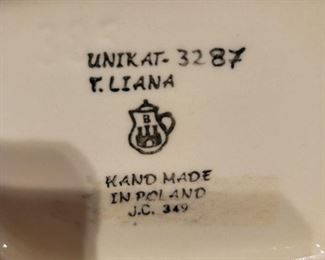 UNIKAT- 3287
T. LIANA
B
HAND MADE
IN POLAND
J.C. 349